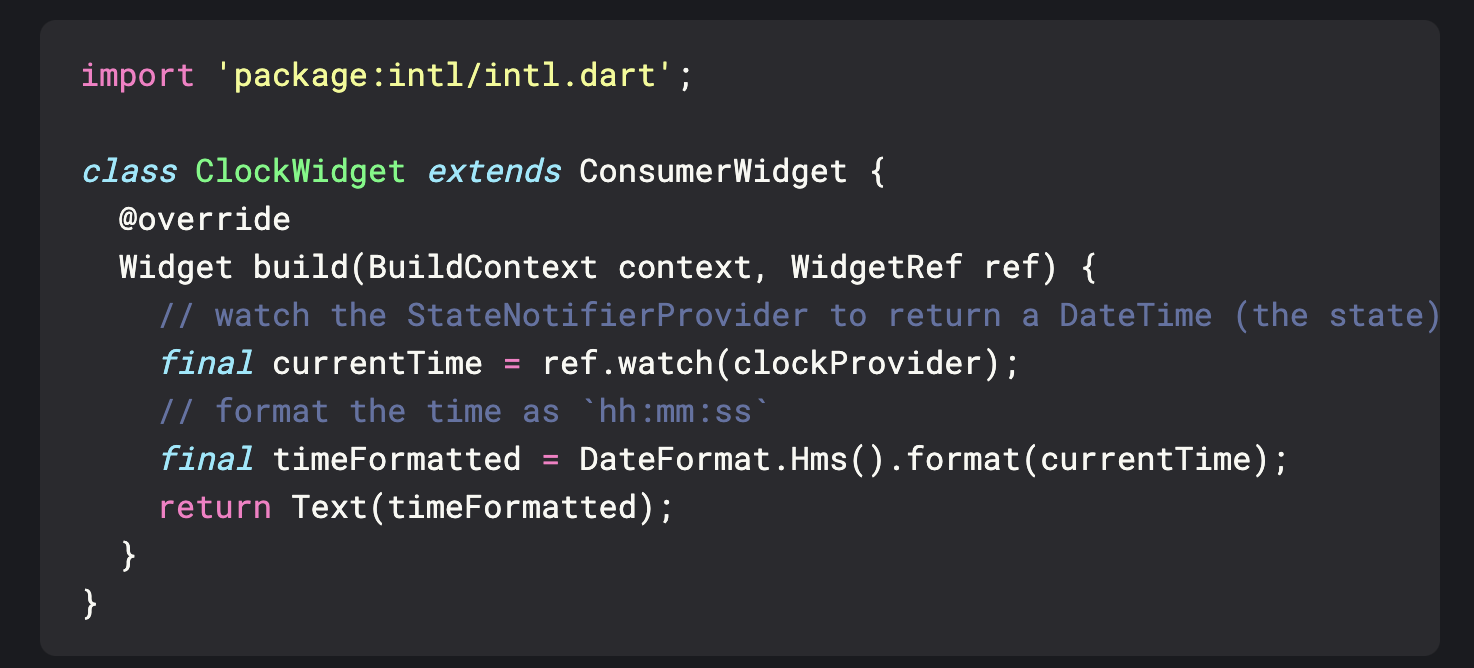 import 'package:intl/intl.dart';

class ClockWidget extends ConsumerWidget {
  @override
  Widget build(BuildContext context, WidgetRef ref) {
    // watch the StateNotifierProvider to return a DateTime (the state)
    final currentTime = ref.watch(clockProvider);
    // format the time as `hh:mm:ss`
    final timeFormatted = DateFormat.Hms().format(currentTime);
    return Text(timeFormatted);
  }
}